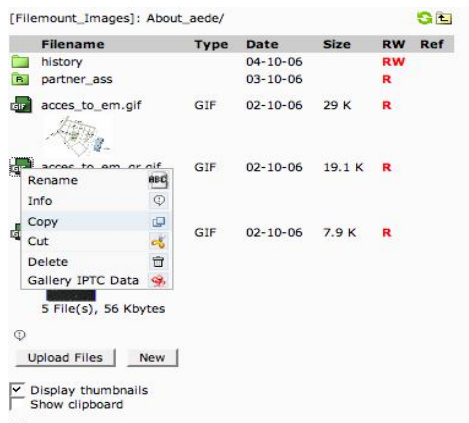 [Filemount_Images]: About_aede/
Filename Type Date Size RW Ref
history 04-10-06 RW
partner_ass 03-10-06 R
acces_to_em.gif GIF 02-10-06 29 K R
acces_to_em_gr.gif GIF 02-10-06 19.1 K R
Rename
Info
Copy
GIF 02-10-06 7.9 K R
Cut
Delete
Gallery IPTC Data
5 File(s), 56 Kbytes
Upload Files New
Display thumbnails
Show clipboard